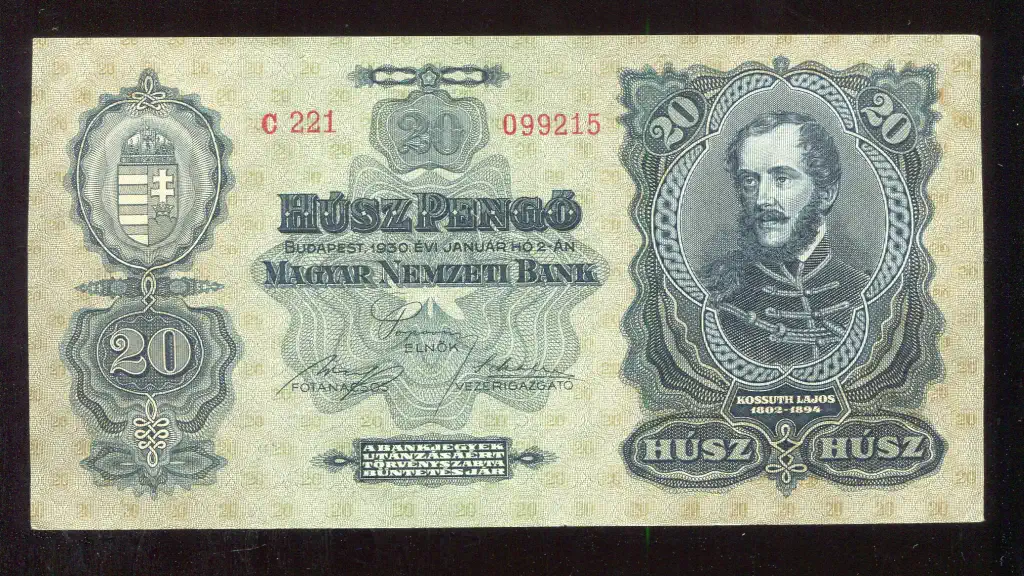 C 221
20
099215
20
20
HÚSZ PENGŐ
BUDAPEST, 1930. ÉVI JANUÁR HÓ 2-ÁN
MAGYAR NEMZETI BANK
ELNÖK
FŐTANÁCSOS
VEZÉRIGAZGATÓ
20
KOSSUTH LAJOS
1802-1894
HÚSZ
HÚSZ
A BANKJEGYEK
UTÁNZÁSÁÉRT
TÖRVÉNYSZABTA
BÜNTETÉS JÁR